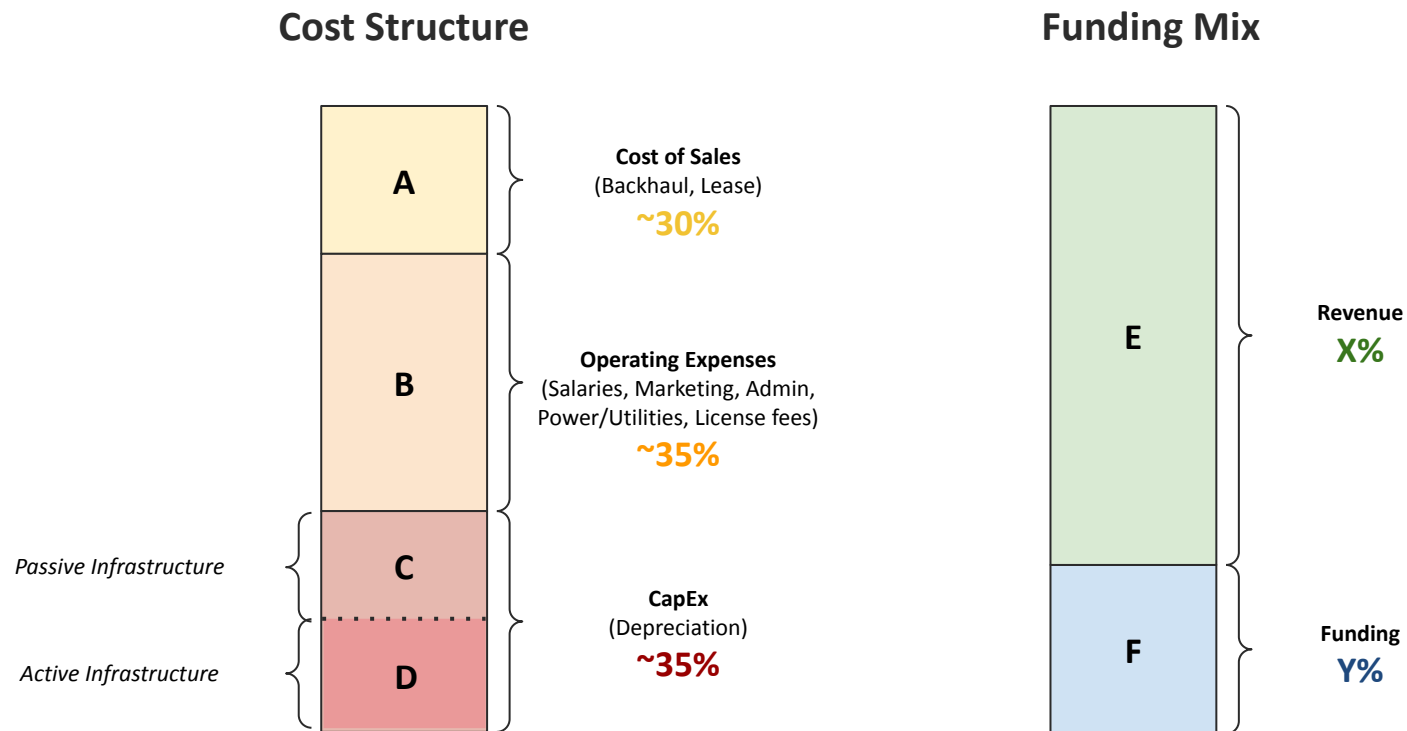 Cost Structure
Funding Mix
A
Cost of Sales
(Backhaul, Lease)
~30%
B
Operating Expenses
(Salaries, Marketing, Admin,
Power/Utilities, License fees)
~35%
Passive Infrastructure
C
Active Infrastructure
D
CapEx
(Depreciation)
~35%
E
Revenue
X%
F
Funding
Y%